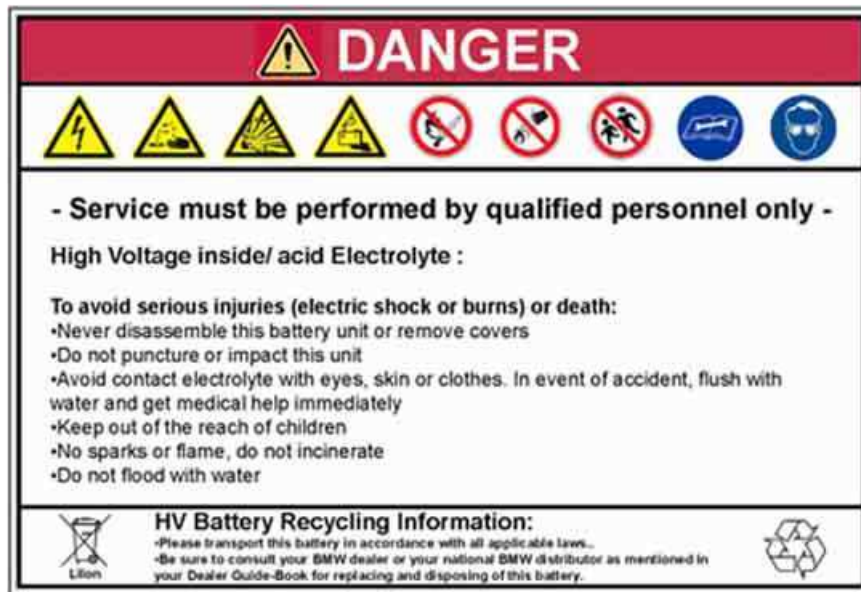 DANGER
- Service must be performed by qualified personnel only -
High Voltage inside/ acid Electrolyte :
To avoid serious injuries (electric shock or burns) or death:
•Never disassemble this battery unit or remove covers
•Do not puncture or impact this unit
•Avoid contact electrolyte with eyes, skin or clothes. In event of accident, flush with
water and get medical help immediately
•Keep out of the reach of children
•No sparks or flame, do not incinerate
•Do not flood with water
HV Battery Recycling Information:
•Please transport this battery in accordance with all applicable laws..
•Be sure to consult your BMW dealer or your national BMW distributor as mentioned in
your Dealer Guide-Book for replacing and disposing of this battery.
LiIon